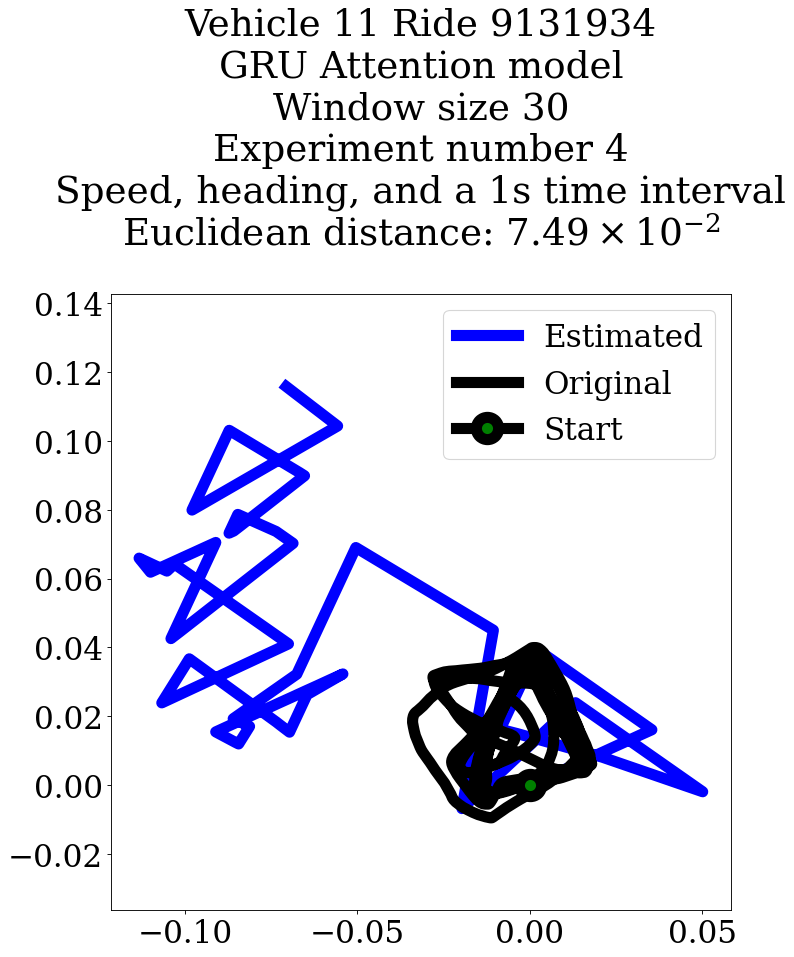 Vehicle 11 Ride 9131934
GRU Attention model
Window size 30
Experiment number 4
Speed, heading, and a 1s time interval
Euclidean distance: 7.49 × 10⁻²
Estimated
Original
Start
0.14
0.12
0.10
0.08
0.06
0.04
0.02
0.00
−0.02
−0.10
−0.05
0.00
0.05